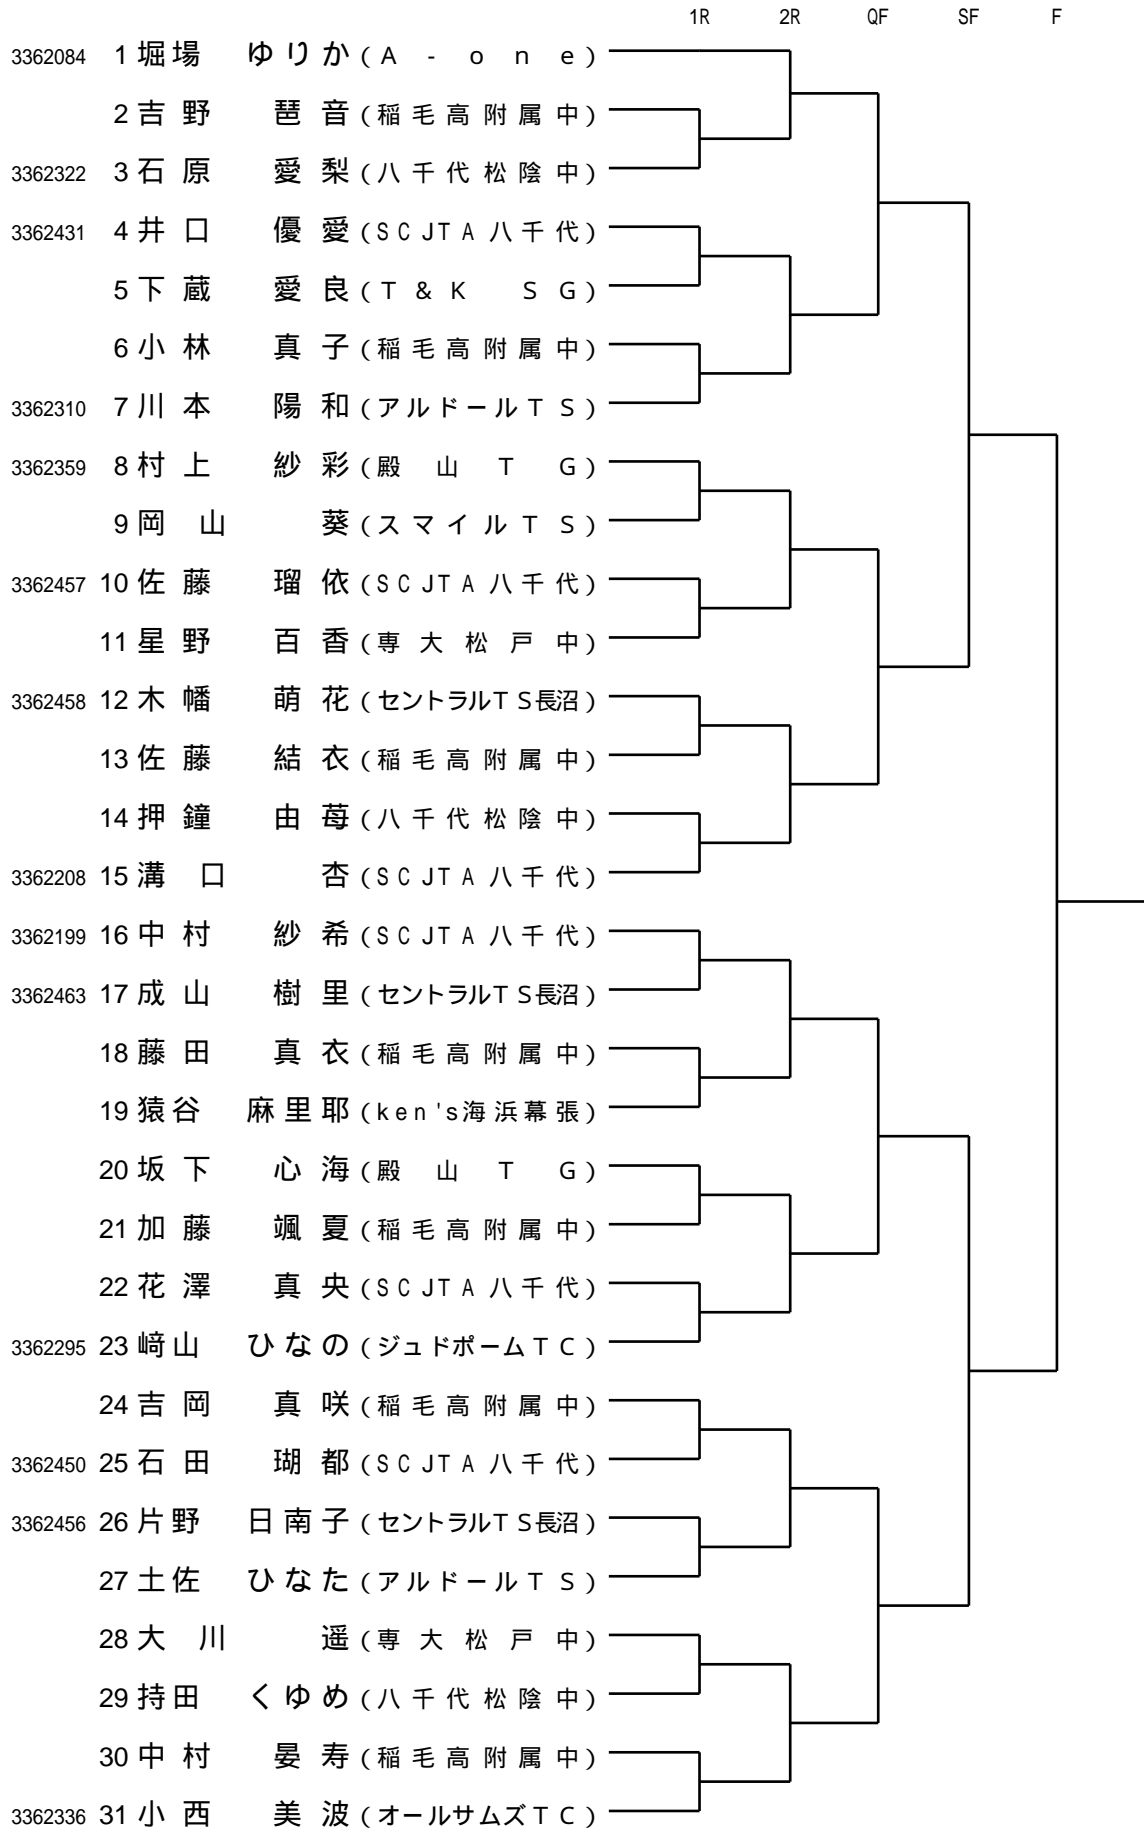 1R 2R QF SF F
3362084 1 堀場 ゆりか (A-one)
2 吉野 琶音 (稲毛高附属中)
3362322 3 石原 愛梨 (八千代松陰中)
3362431 4 井口 優愛 (SCJTA八千代)
5 下蔵 愛良 (T&K SG)
6 小林 真子 (稲毛高附属中)
3362310 7 川本 陽和 (アルドールTS)
3362359 8 村上 紗彩 (殿山TG)
9 岡山 葵 (スマイルTS)
3362457 10 佐藤 瑠依 (SCJTA八千代)
11 星野 百香 (専大松戸中)
3362458 12 木幡 萌花 (セントラルTS長沼)
13 佐藤 結衣 (稲毛高附属中)
14 押鐘 由苺 (八千代松陰中)
3362208 15 溝口 杏 (SCJTA八千代)
3362199 16 中村 紗希 (SCJTA八千代)
3362463 17 成山 樹里 (セントラルTS長沼)
18 藤田 真衣 (稲毛高附属中)
19 猿谷 麻里耶 (ken's海浜幕張)
20 坂下 心海 (殿山TG)
21 加藤 颯夏 (稲毛高附属中)
22 花澤 真央 (SCJTA八千代)
3362295 23 﨑山 ひなの (ジュドポームTC)
24 吉岡 真咲 (稲毛高附属中)
3362450 25 石田 瑚都 (SCJTA八千代)
3362456 26 片野 日南子 (セントラルTS長沼)
27 土佐 ひなた (アルドールTS)
28 大川 遥 (専大松戸中)
29 持田 くゆめ (八千代松陰中)
30 中村 晏寿 (稲毛高附属中)
3362336 31 小西 美波 (オールサムズTC)